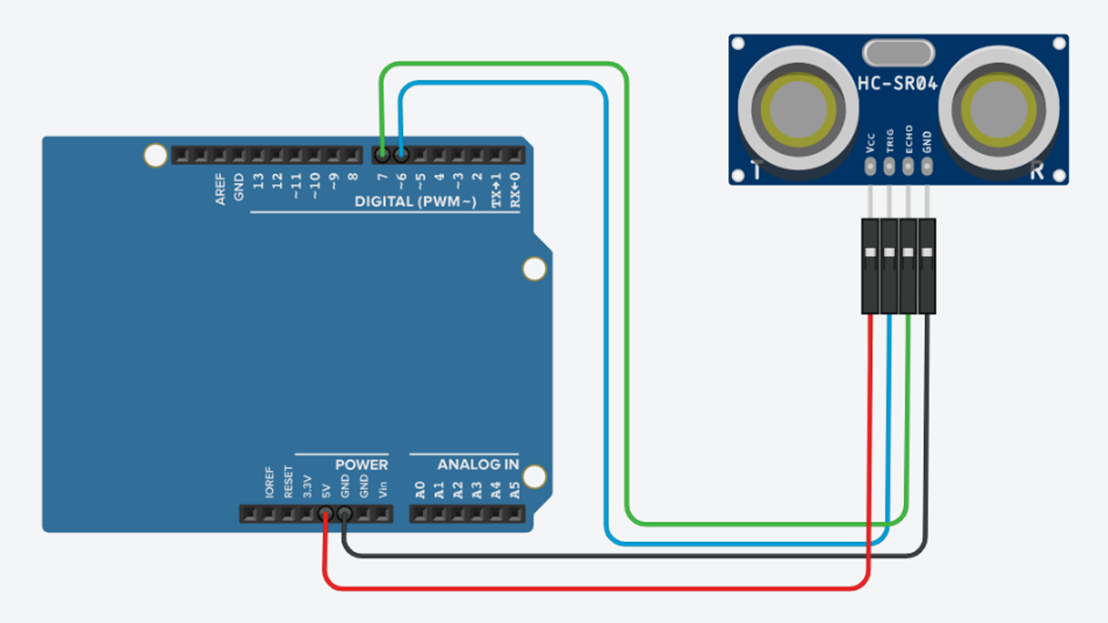 HC-SR04
Vcc
TRIG
ECHO
GND
T
R
AREF
GND
13
12
~11
~10
~9
8
7
~6
~5
4
~3
2
TX→1
RX←0
DIGITAL (PWM~)
POWER
ANALOG IN
IOREF
RESET
3.3V
5V
GND
GND
Vin
A0
A1
A2
A3
A4
A5